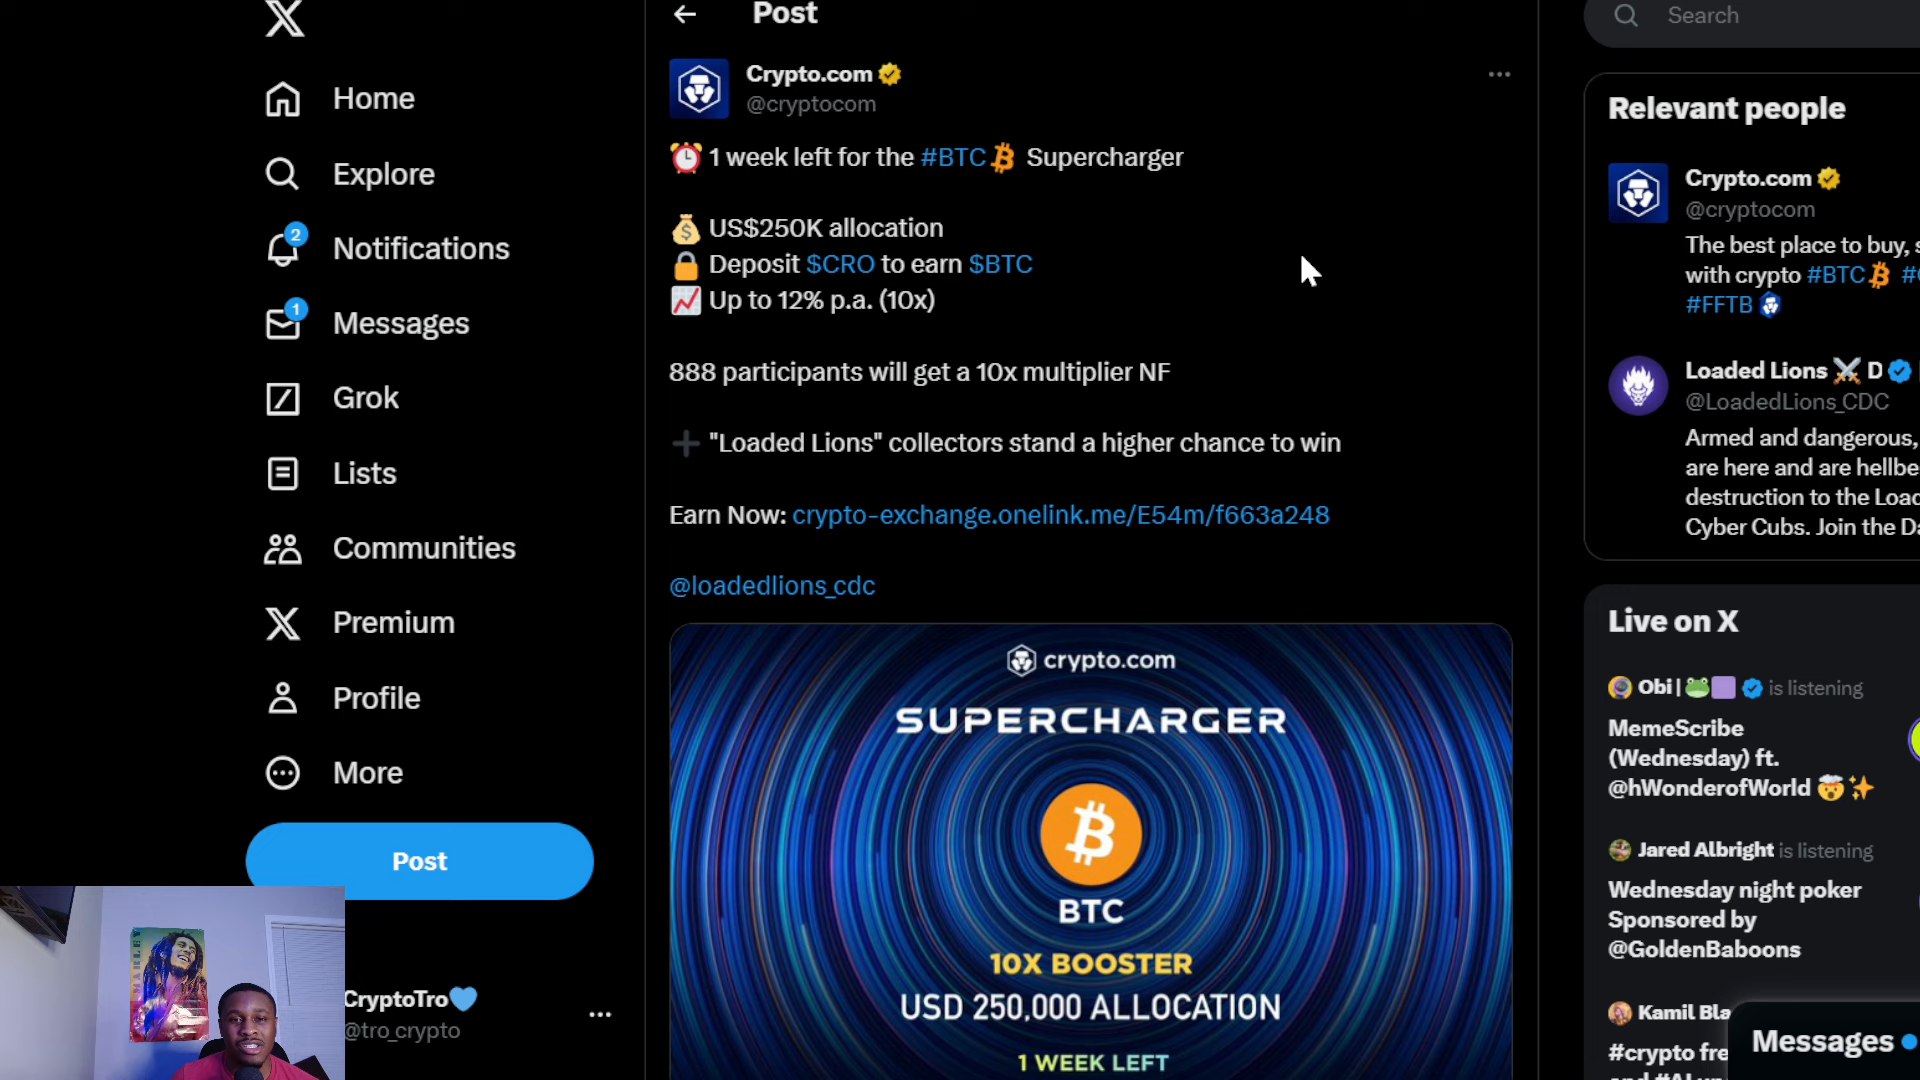 Home
Explore
2
Notifications
1
Messages
Grok
Lists
Communities
Premium
Profile
More
Post
CryptoTro
@tro_crypto
MARLEY
Post
Crypto.com
@cryptocom
1 week left for the #BTC Supercharger
US$250K allocation
Deposit $CRO to earn $BTC
Up to 12% p.a. (10x)
888 participants will get a 10x multiplier NF
"Loaded Lions" collectors stand a higher chance to win
Earn Now: crypto-exchange.onelink.me/E54m/f663a248
@loadedlions_cdc
crypto.com
SUPERCHARGER
BTC
10X BOOSTER
USD 250,000 ALLOCATION
1 WEEK LEFT
Search
Relevant people
Crypto.com
@cryptocom
The best place to buy, s
with crypto #BTC #
#FFTB
Loaded Lions D
@LoadedLions_CDC
Armed and dangerous,
are here and are hellbe
destruction to the Load
Cyber Cubs. Join the Da
Live on X
Obi | is listening
MemeScribe
(Wednesday) ft.
@hWonderofWorld
Jared Albright is listening
Wednesday night poker
Sponsored by
@GoldenBaboons
Kamil Bla
#crypto fre
Messages